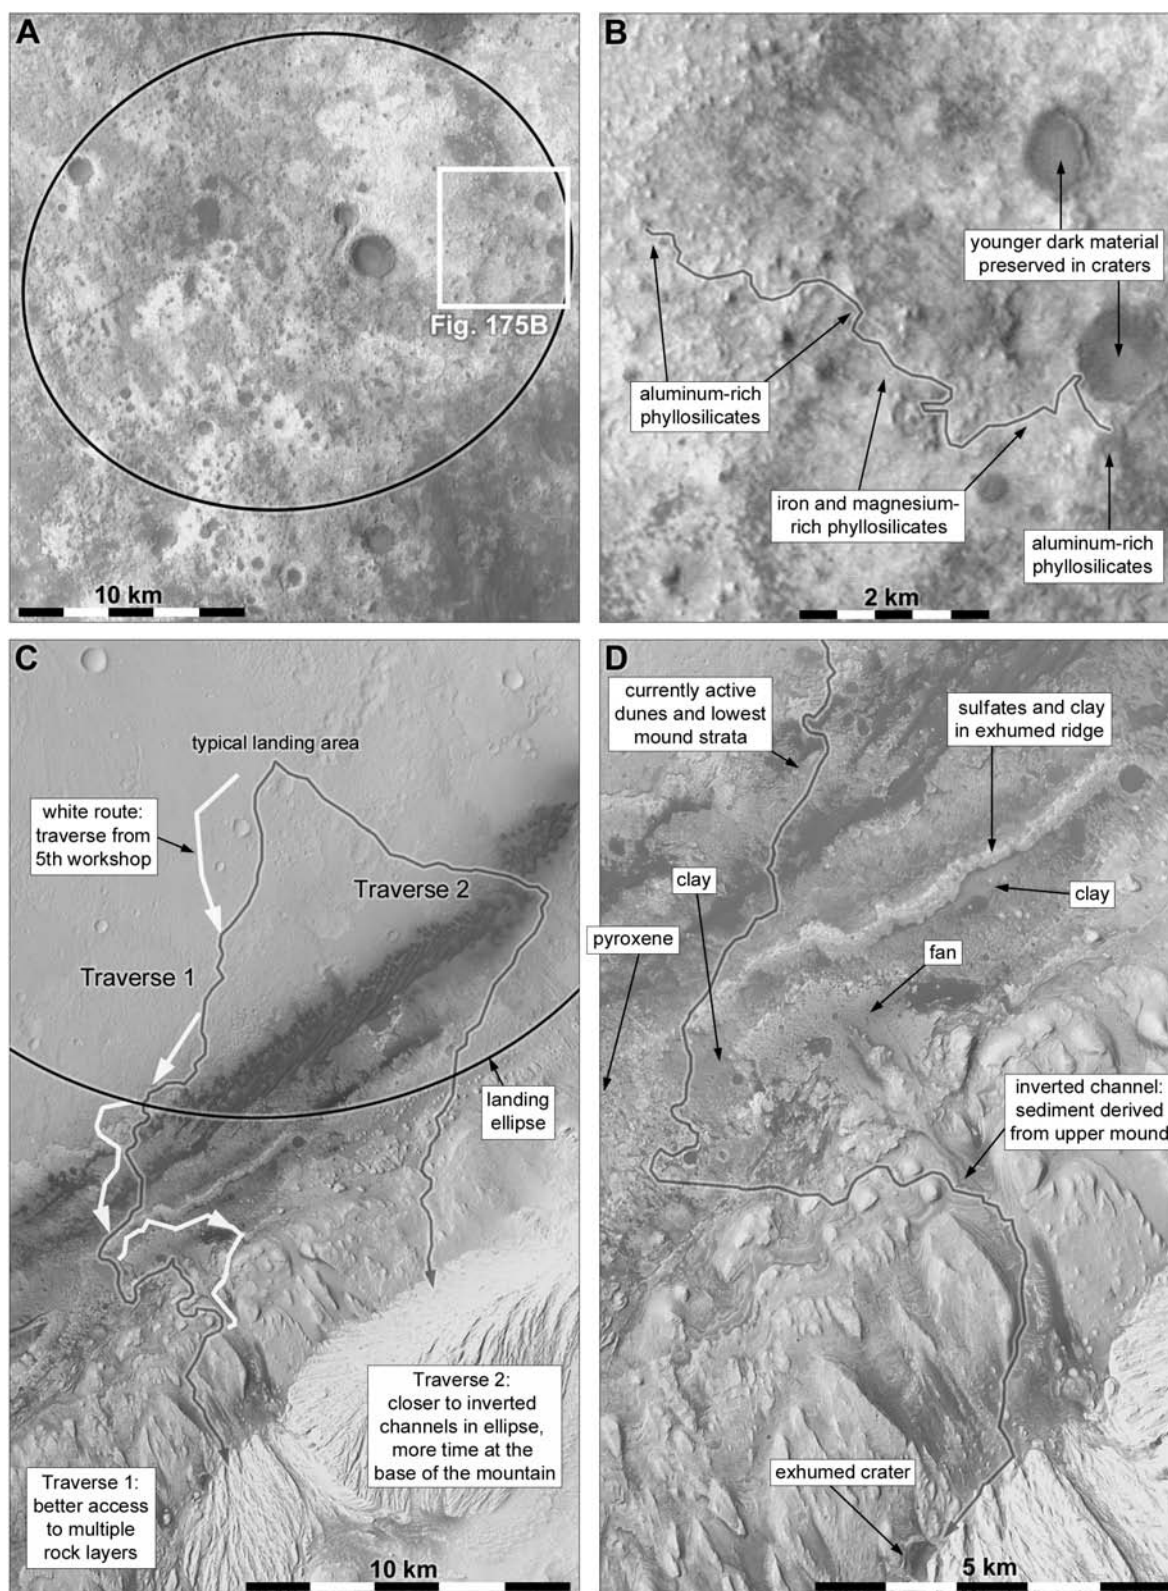 A
Fig. 175B
10 km
B
younger dark material
preserved in craters
aluminum-rich
phyllosilicates
iron and magnesium-
rich phyllosilicates
aluminum-rich
phyllosilicates
2 km
C
typical landing area
white route:
traverse from
5th workshop
Traverse 2
Traverse 1
landing
ellipse
Traverse 2:
closer to inverted
channels in ellipse,
more time at the
base of the mountain
Traverse 1:
better access
to multiple
rock layers
10 km
D
currently active
dunes and lowest
mound strata
sulfates and clay
in exhumed ridge
clay
clay
pyroxene
fan
inverted channel:
sediment derived
from upper mound
exhumed crater
5 km